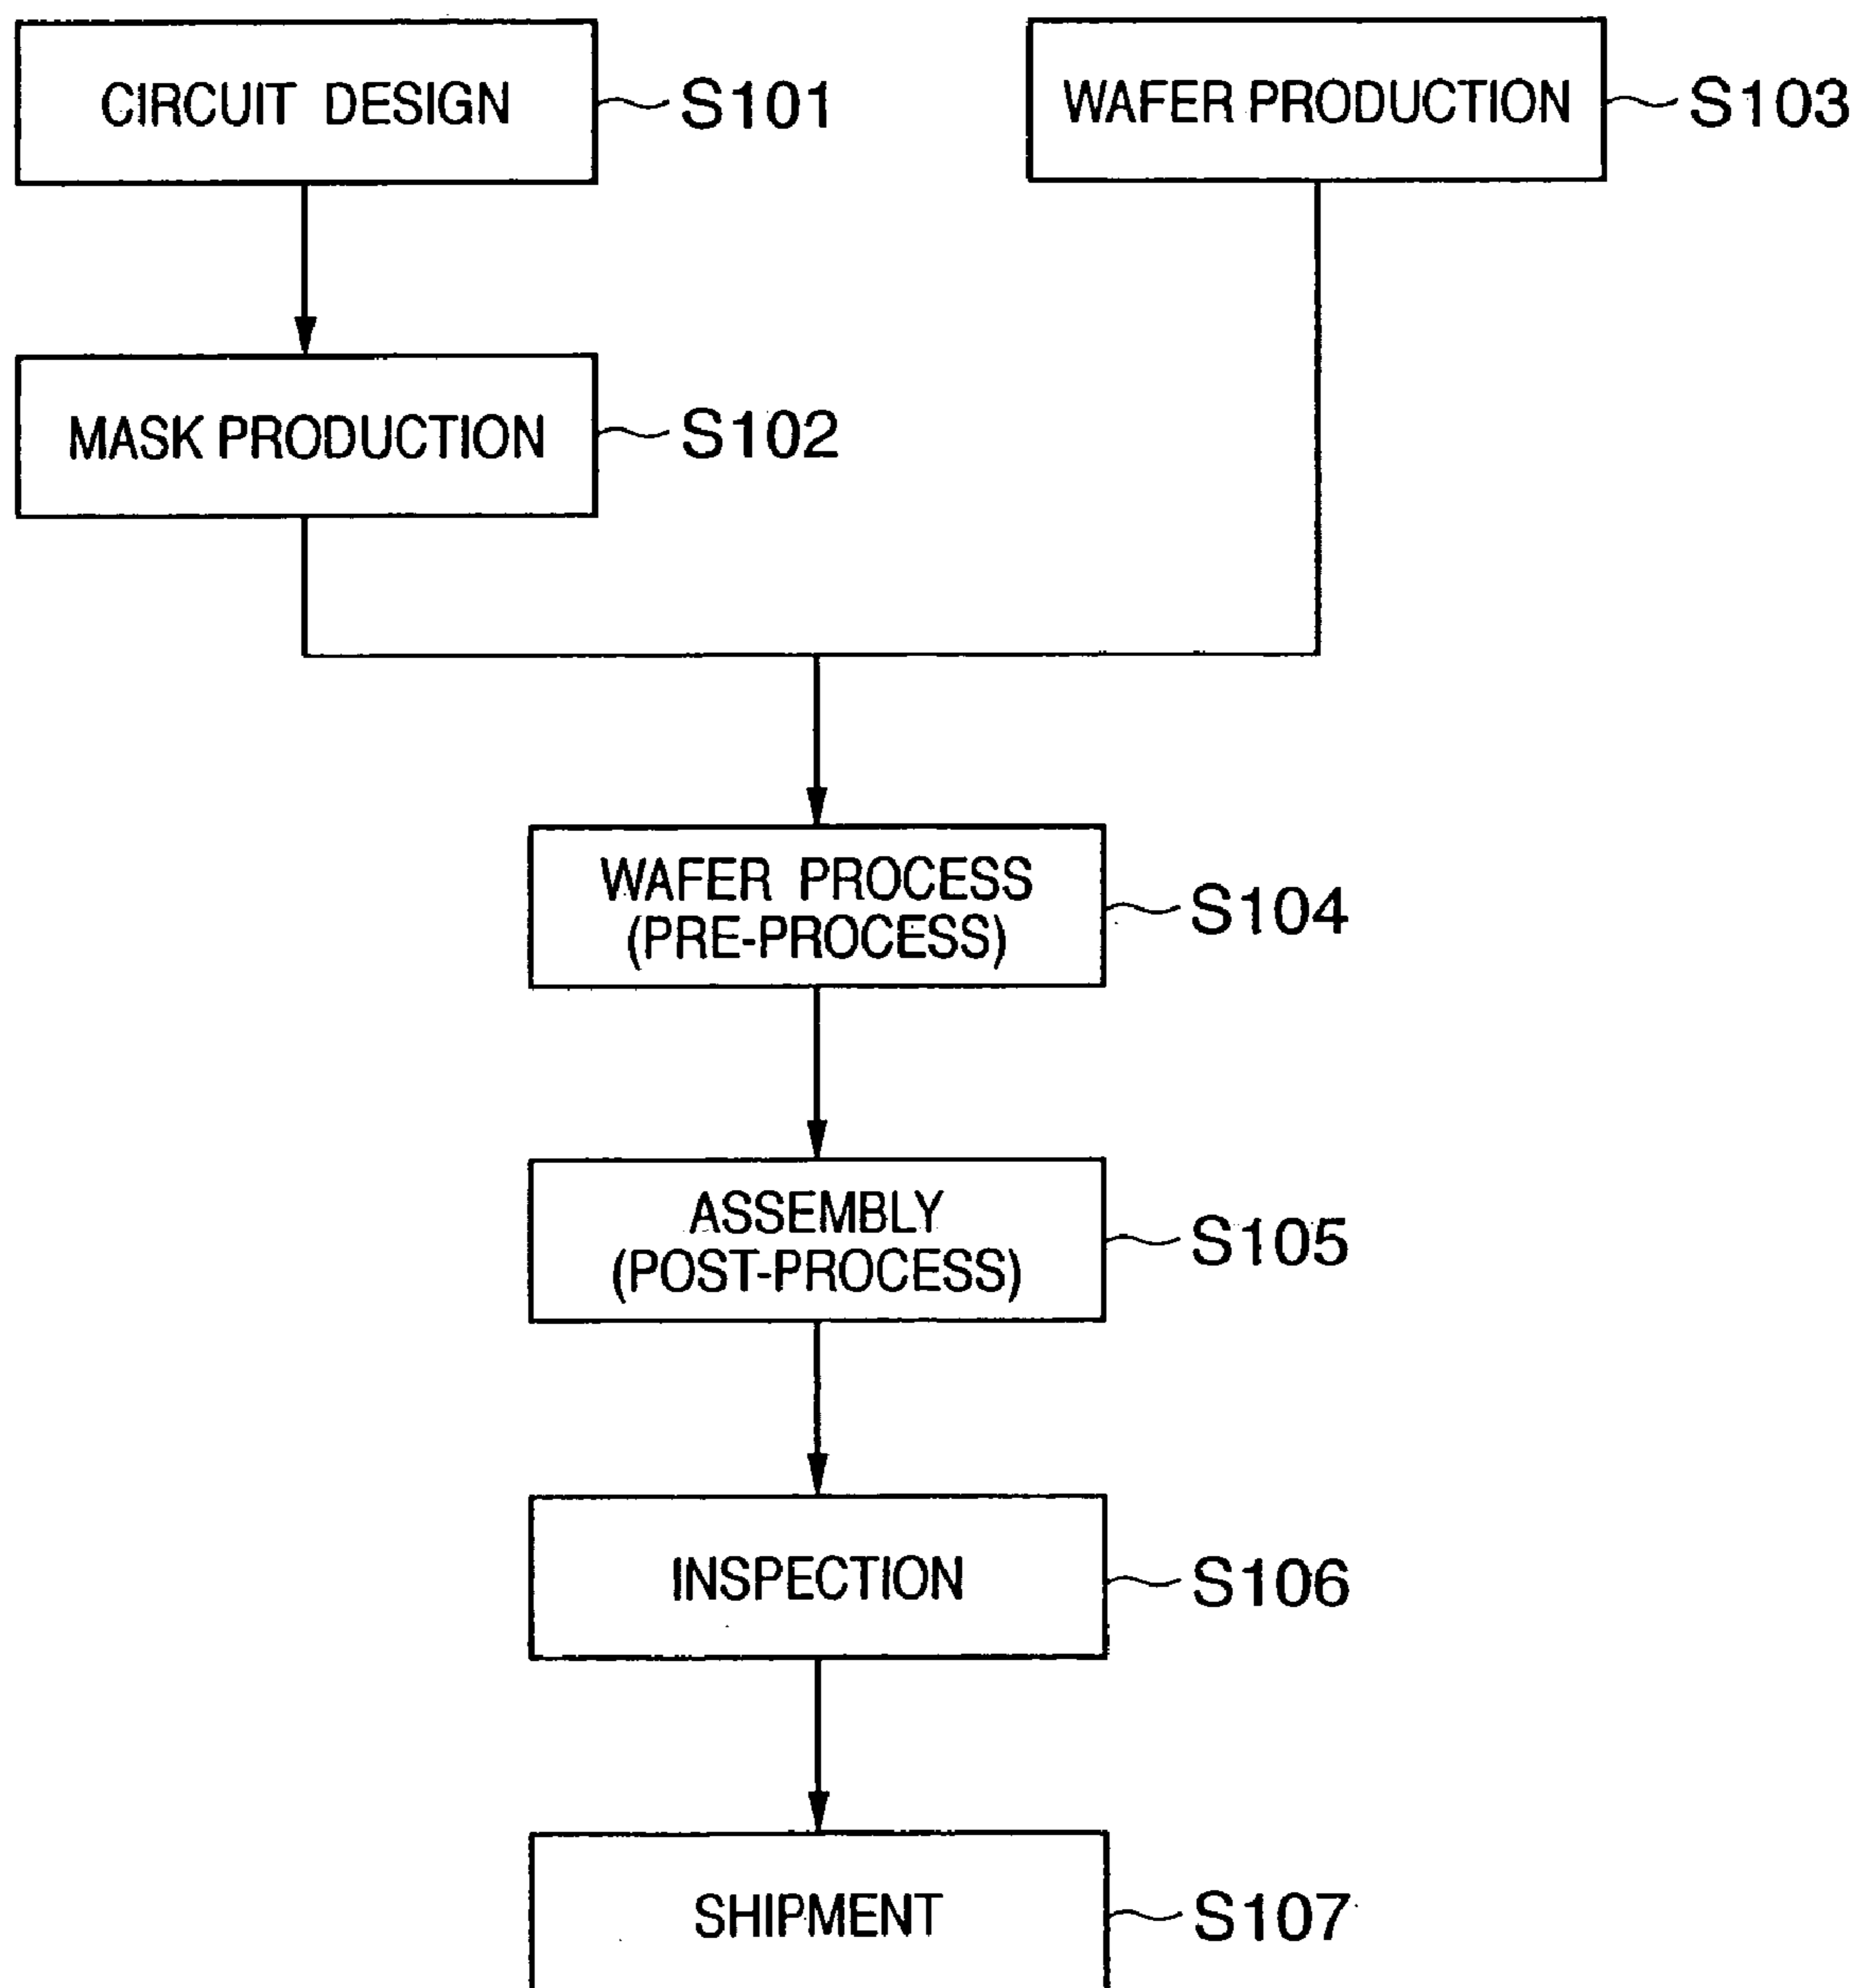 CIRCUIT DESIGN
S101
WAFER PRODUCTION
S103
MASK PRODUCTION
S102
WAFER PROCESS
(PRE-PROCESS)
S104
ASSEMBLY
(POST-PROCESS)
S105
INSPECTION
S106
SHIPMENT
S107